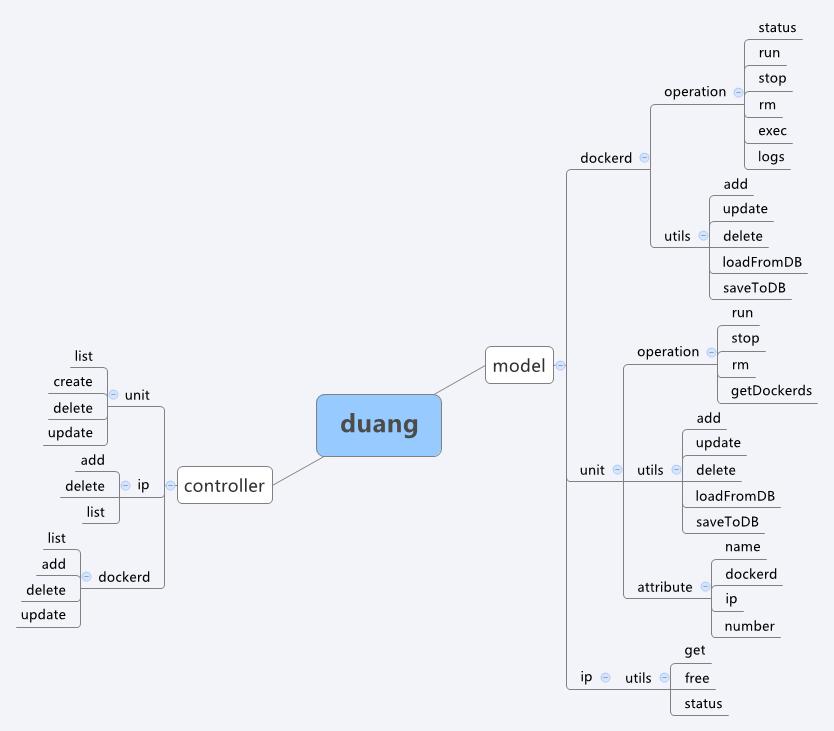 duang
model
dockerd
operation
status
run
stop
rm
exec
logs
utils
add
update
delete
loadFromDB
saveToDB
unit
operation
run
stop
rm
getDockerds
utils
add
update
delete
loadFromDB
saveToDB
attribute
name
dockerd
ip
number
ip
utils
get
free
status
controller
unit
list
create
delete
update
ip
add
delete
list
dockerd
list
add
delete
update